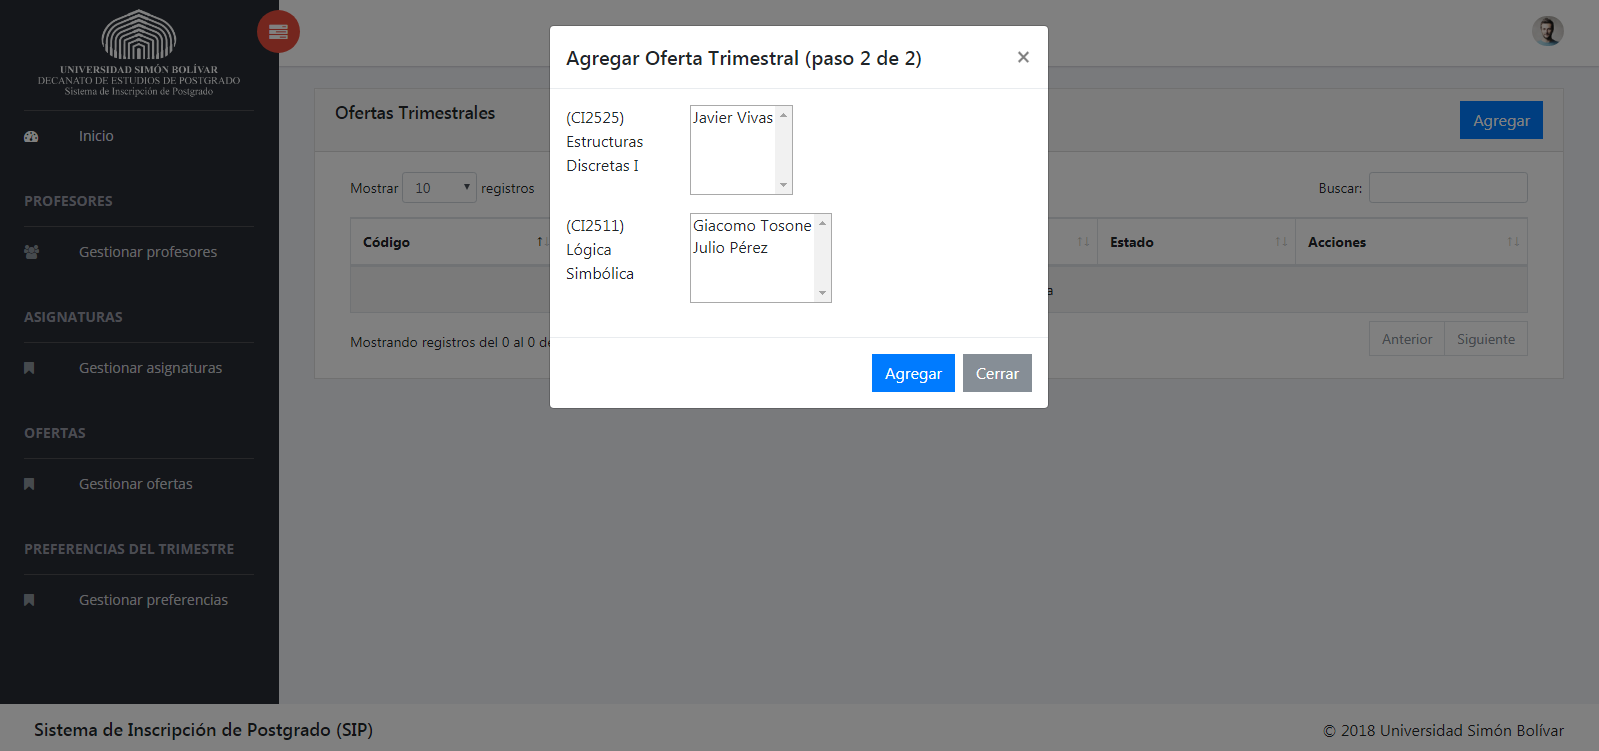 UNIVERSIDAD SIMÓN BOLÍVAR
DECANATO DE ESTUDIOS DE POSTGRADO
Sistema de Inscripción de Postgrado
Inicio
PROFESORES
Gestionar profesores
ASIGNATURAS
Gestionar asignaturas
OFERTAS
Gestionar ofertas
PREFERENCIAS DEL TRIMESTRE
Gestionar preferencias
Ofertas Trimestrales
Agregar
Mostrar 10 registros
Buscar:
Código Estado Acciones
a
Mostrando registros del 0 al 0 de
Anterior Siguiente
Agregar Oferta Trimestral (paso 2 de 2) ×
(CI2525)
Estructuras
Discretas I
Javier Vivas
(CI2511)
Lógica
Simbólica
Giacomo Tosone
Julio Pérez
Agregar Cerrar
Sistema de Inscripción de Postgrado (SIP)
© 2018 Universidad Simón Bolívar